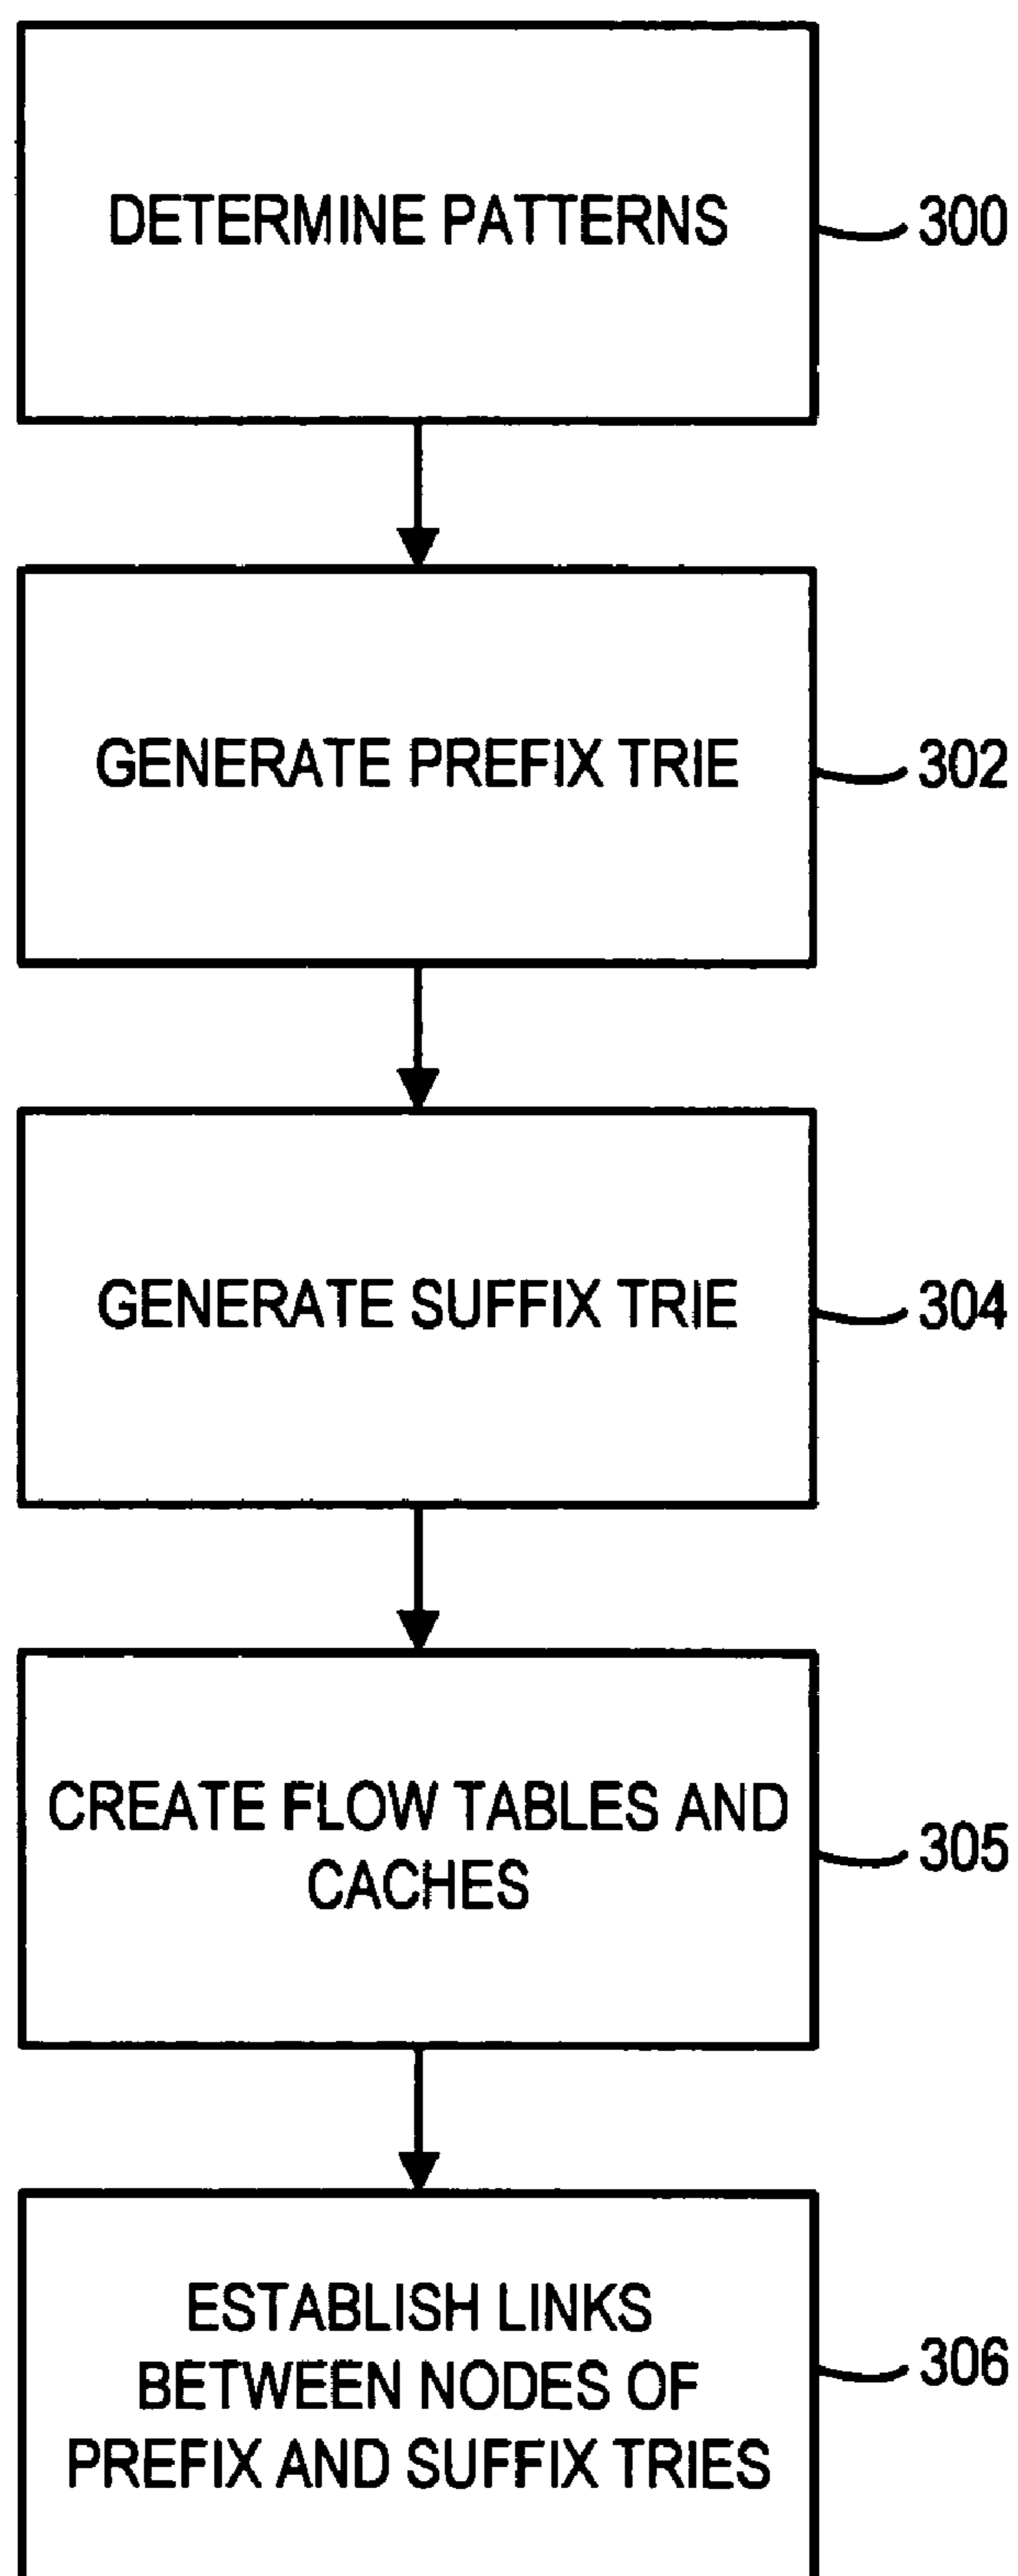 DETERMINE PATTERNS
300
GENERATE PREFIX TRIE
302
GENERATE SUFFIX TRIE
304
CREATE FLOW TABLES AND
CACHES
305
ESTABLISH LINKS
BETWEEN NODES OF
PREFIX AND SUFFIX TRIES
306